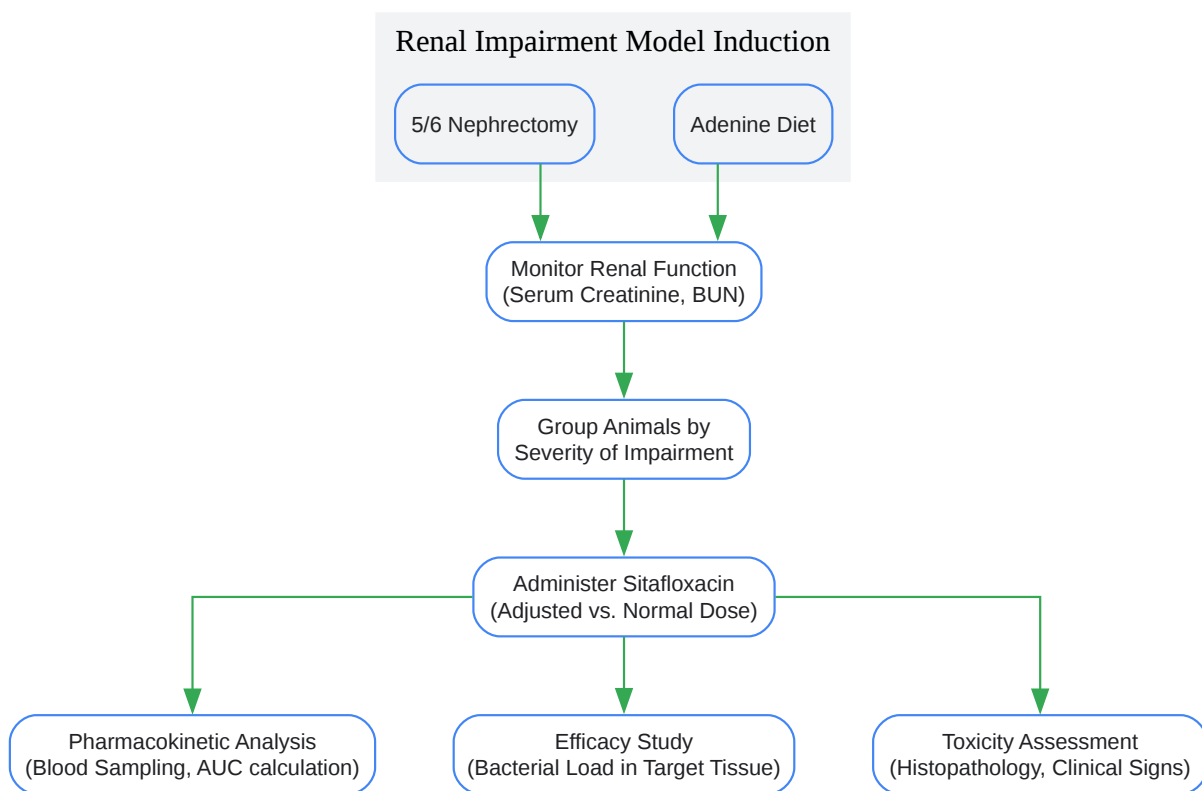 Renal Impairment Model Induction
5/6 Nephrectomy
Adenine Diet
Monitor Renal Function
(Serum Creatinine, BUN)
Group Animals by
Severity of Impairment
Administer Sitafloxacin
(Adjusted vs. Normal Dose)
Pharmacokinetic Analysis
(Blood Sampling, AUC calculation)
Efficacy Study
(Bacterial Load in Target Tissue)
Toxicity Assessment
(Histopathology, Clinical Signs)